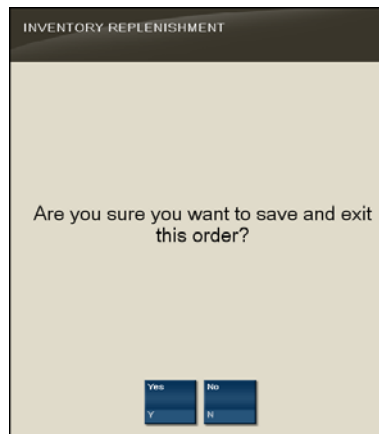 INVENTORY REPLENISHMENT
Are you sure you want to save and exit
this order?
Yes No
Y N